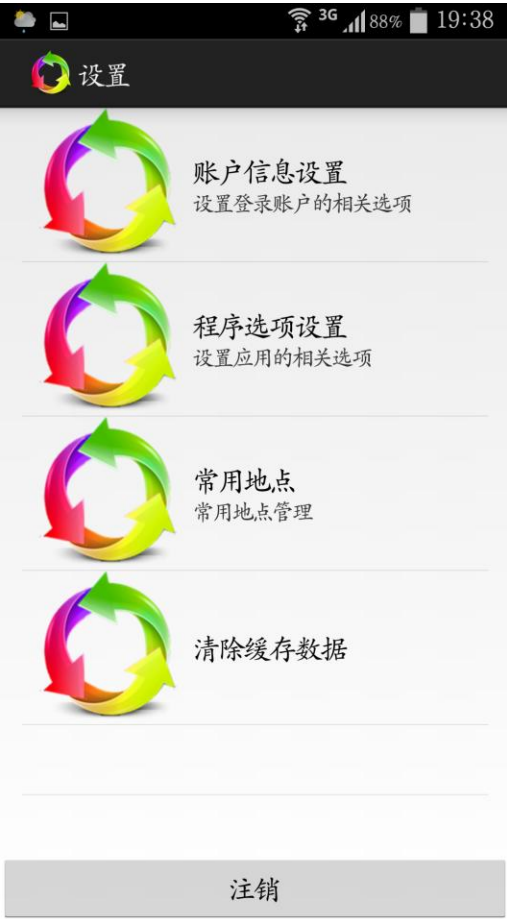 3G 88% 19:38
设置
账户信息设置
设置登录账户的相关选项
程序选项设置
设置应用的相关选项
常用地点
常用地点管理
清除缓存数据
注销